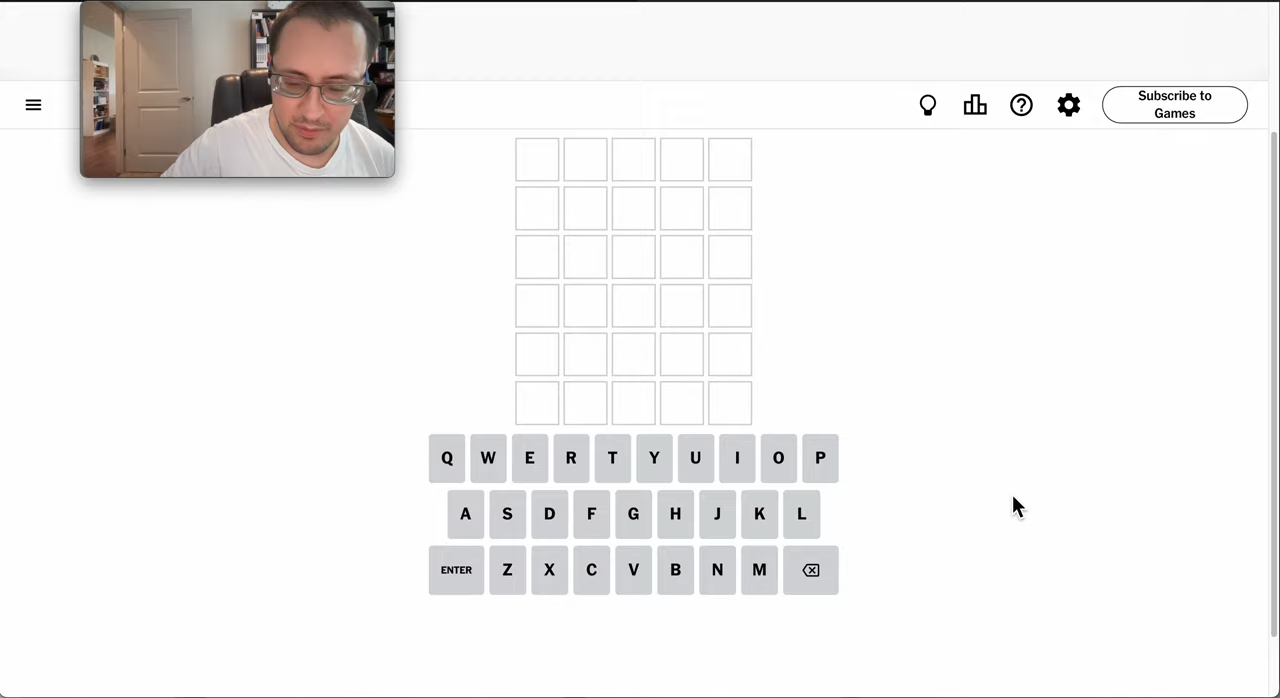 Subscribe to
Games
Q W E R T Y U I O P
A S D F G H J K L
ENTER Z X C V B N M